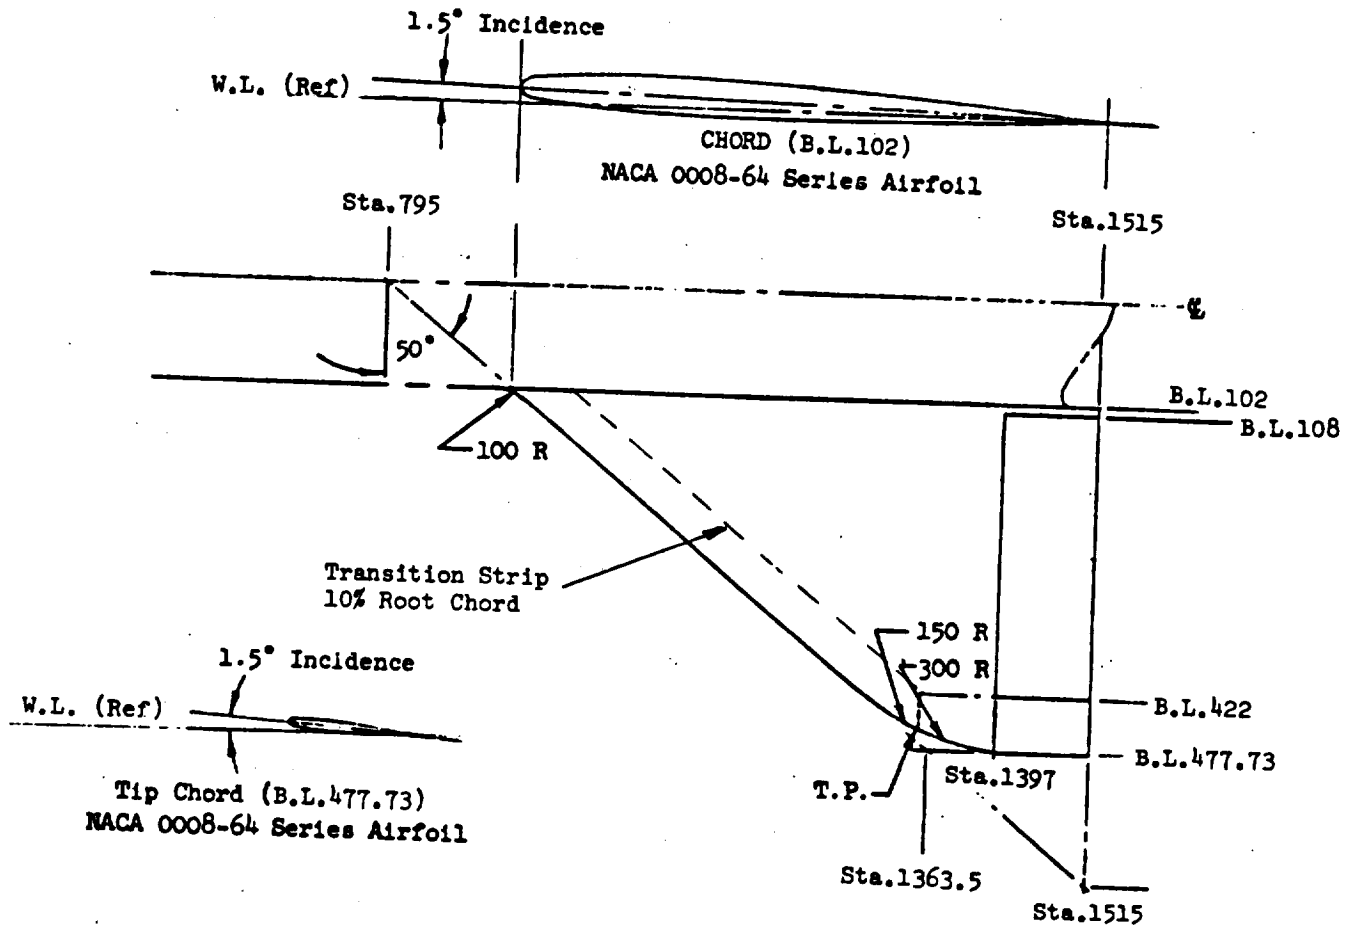 1.5° Incidence
W.L. (Ref)
CHORD (B.L.102)
NACA 0008-64 Series Airfoil
Sta.795
Sta.1515
℄
50°
B.L.102
B.L.108
100 R
Transition Strip
10% Root Chord
150 R
300 R
1.5° Incidence
W.L. (Ref)
B.L.422
B.L.477.73
Sta.1397
T.P.
Tip Chord (B.L.477.73)
NACA 0008-64 Series Airfoil
Sta.1363.5
Sta.1515